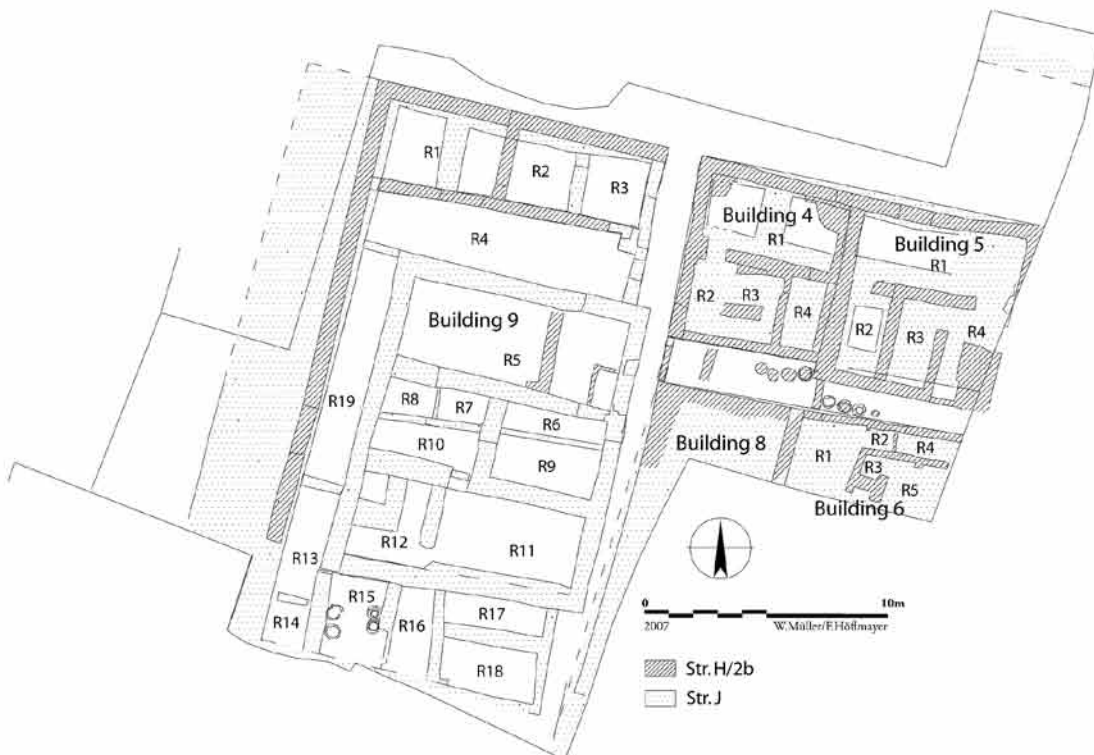 R1
R2
R3
R4
Building 9
R5
R19
R8
R7
R6
R10
R9
R12
R11
R13
R14
R15
R16
R17
R18
Building 4
R1
R2
R3
R4
Building 5
R1
R2
R3
R4
Building 8
R1
R2
R4
R3
R5
Building 6
0 10m
2007 W.Müller/F.Höflmayer
Str. H/2b
Str. J